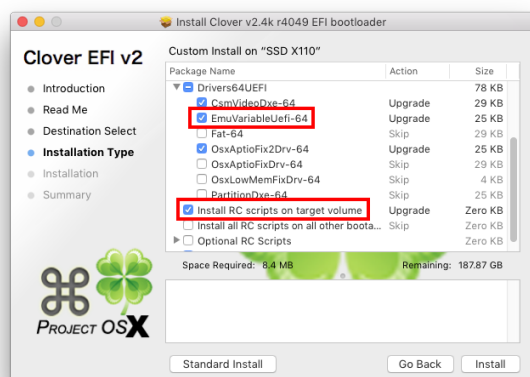 Install Clover v2.4k r4049 EFI bootloader
Clover EFI v2
Introduction
Read Me
Destination Select
Installation Type
Installation
Summary
PROJECT OSX
Custom Install on “SSD X110”
Package Name Action Size
Drivers64UEFI 78 KB
CsmVideoDxe-64 Upgrade 29 KB
EmuVariableUefi-64 Upgrade 29 KB
Fat-64 Skip 29 KB
OsxAptioFix2Drv-64 Upgrade 25 KB
OsxAptioFixDrv-64 Skip 25 KB
OsxLowMemFixDrv-64 Skip 4 KB
PartitionDxe-64 Skip 25 KB
Install RC scripts on target volume Upgrade Zero KB
Install all RC scripts on all other boota... Skip Zero KB
Optional RC Scripts Zero KB
Space Required: 8.4 MB Remaining: 187.87 GB
Standard Install Go Back Install